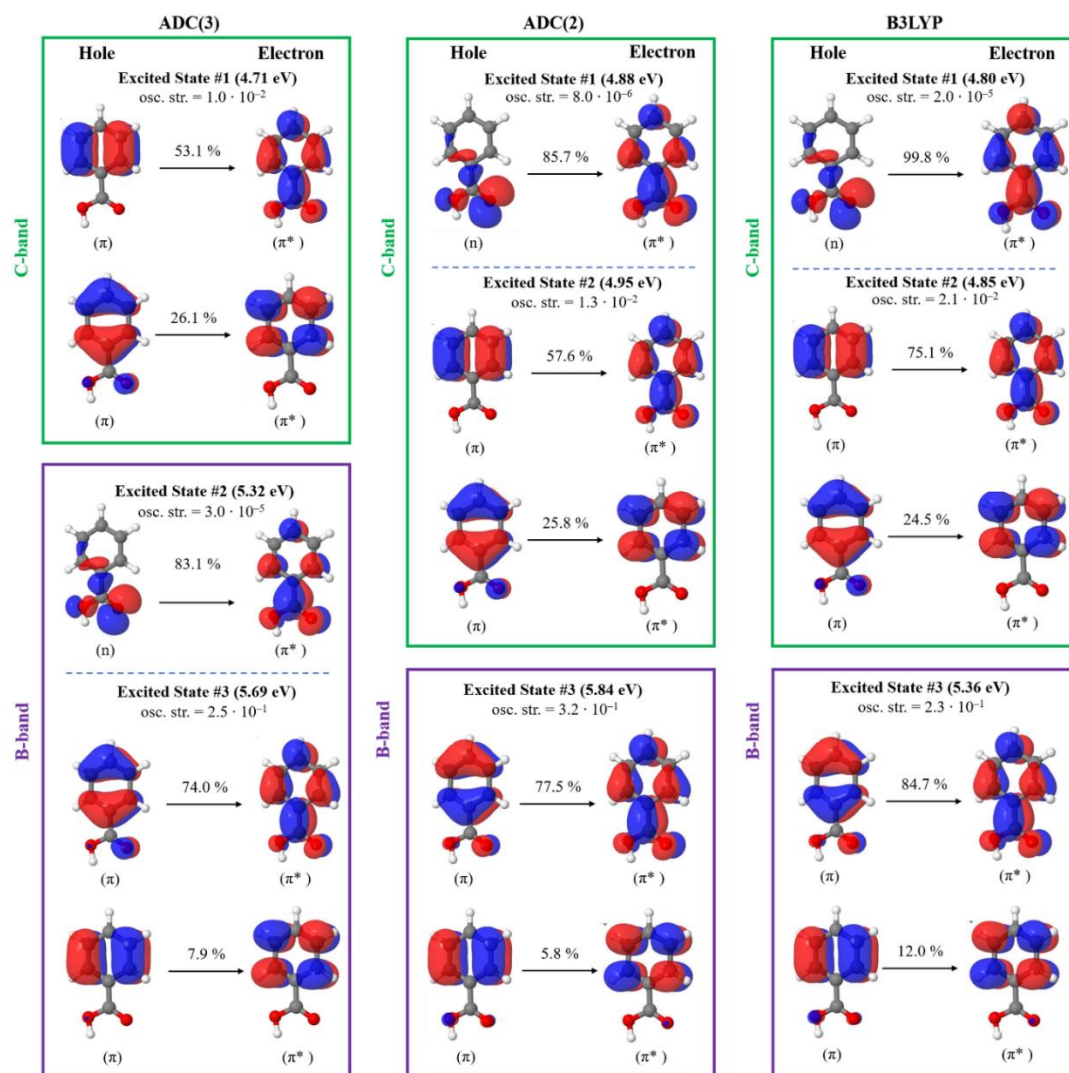 ADC(3)
Hole Electron
C-band
Excited State #1 (4.71 eV)
osc. str. = 1.0 · 10⁻²
53.1 %
(π) (π* )
26.1 %
(π) (π* )
B-band
Excited State #2 (5.32 eV)
osc. str. = 3.0 · 10⁻⁵
83.1 %
(n) (π* )
Excited State #3 (5.69 eV)
osc. str. = 2.5 · 10⁻¹
74.0 %
(π) (π* )
7.9 %
(π) (π* )
ADC(2)
Hole Electron
C-band
Excited State #1 (4.88 eV)
osc. str. = 8.0 · 10⁻⁶
85.7 %
(n) (π* )
Excited State #2 (4.95 eV)
osc. str. = 1.3 · 10⁻²
57.6 %
(π) (π* )
25.8 %
(π) (π* )
B-band
Excited State #3 (5.84 eV)
osc. str. = 3.2 · 10⁻¹
77.5 %
(π) (π* )
5.8 %
(π) (π* )
B3LYP
Hole Electron
C-band
Excited State #1 (4.80 eV)
osc. str. = 2.0 · 10⁻⁵
99.8 %
(n) (π* )
Excited State #2 (4.85 eV)
osc. str. = 2.1 · 10⁻²
75.1 %
(π) (π* )
24.5 %
(π) (π* )
B-band
Excited State #3 (5.36 eV)
osc. str. = 2.3 · 10⁻¹
84.7 %
(π) (π* )
12.0 %
(π) (π* )